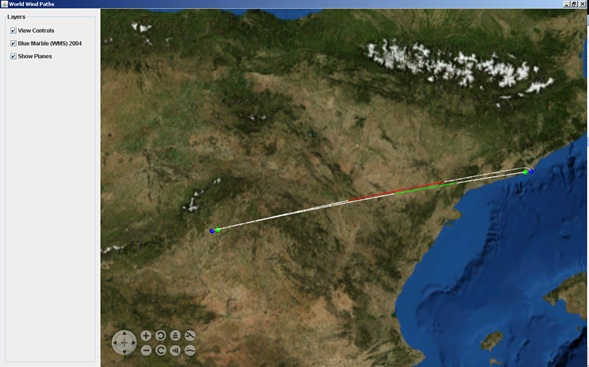 World Wind Paths
Layers
View Controls
Blue Marble (WMS) 2004
Show Planes